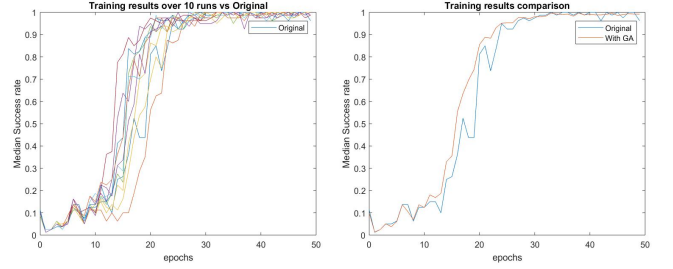 Training results over 10 runs vs Original
1
0.9
0.8
0.7
0.6
0.5
0.4
0.3
0.2
0.1
0
Median Success rate
Original
0 10 20 30 40 50
epochs
Training results comparison
1
0.9
0.8
0.7
0.6
0.5
0.4
0.3
0.2
0.1
0
Median Success rate
Original
With GA
0 10 20 30 40 50
epochs